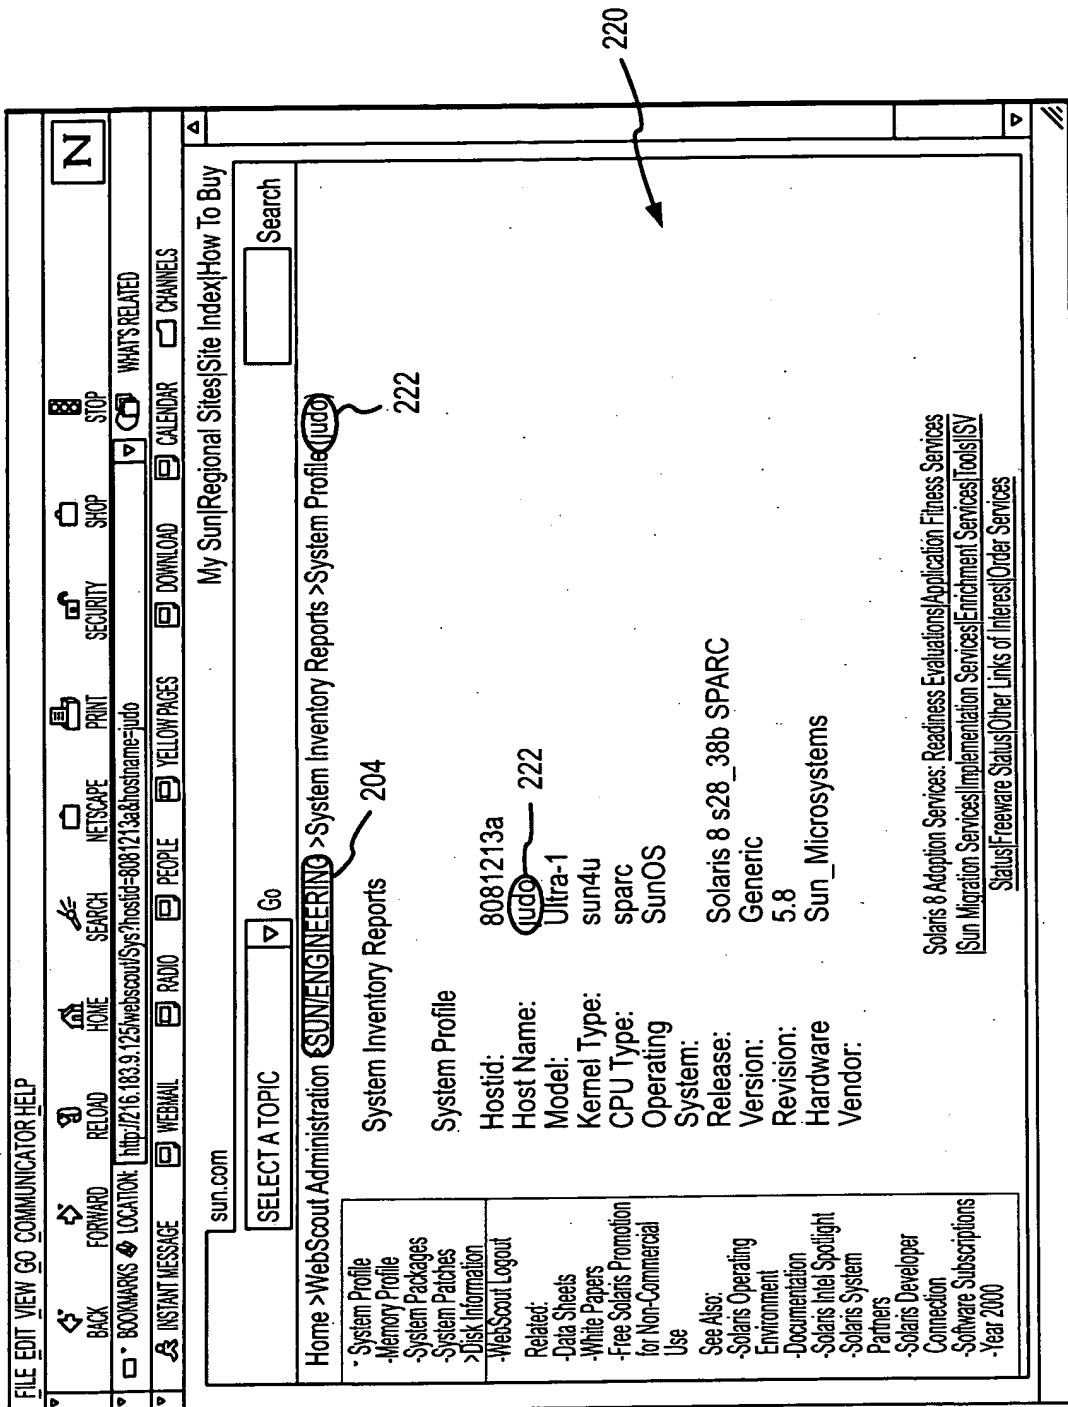 FILE EDIT VIEW GO COMMUNICATOR HELP
N
BACK FORWARD RELOAD HOME SEARCH NETSCAPE PRINT SECURITY SHOP STOP
BOOKMARKS LOCATION: http://216.183.9.125/webscout/Sys?hostid=8081213a&hostname=judo WHAT'S RELATED
INSTANT MESSAGE WEBMAIL RADIO PEOPLE YELLOW PAGES DOWNLOAD CALENDAR CHANNELS
sun.com
My Sun|Regional Sites|Site Index|How To Buy
SELECT A TOPIC Go Search
Home >WebScout Administration >SUN/ENGINEERING >System Inventory Reports >System Profile(judo)
204
222
220
- System Profile
-Memory Profile
-System Packages
-System Patches
>Disk Information
-WebScout Logout
Related:
-Data Sheets
-White Papers
-Free Solaris Promotion
for Non-Commercial
Use
See Also:
-Solaris Operating
Environment
-Documentation
-Solaris Intel Spotlight
-Solaris System
Partners
-Solaris Developer
Connection
-Software Subscriptions
-Year 2000
System Inventory Reports
System Profile
Hostid: 8081213a
Host Name: judo
222
Model: Ultra-1
Kernel Type: sun4u
CPU Type: sparc
Operating SunOS
System:
Release: Solaris 8 s28_38b SPARC
Version: Generic
Revision: 5.8
Hardware Sun_Microsystems
Vendor:
Solaris 8 Adoption Services: Readiness Evaluations|Application Fitness Services
|Sun Migration Services|Implementation Services|Enrichment Services|Tools|ISV
Status|Freeware Status|Other Links of Interest|Order Services